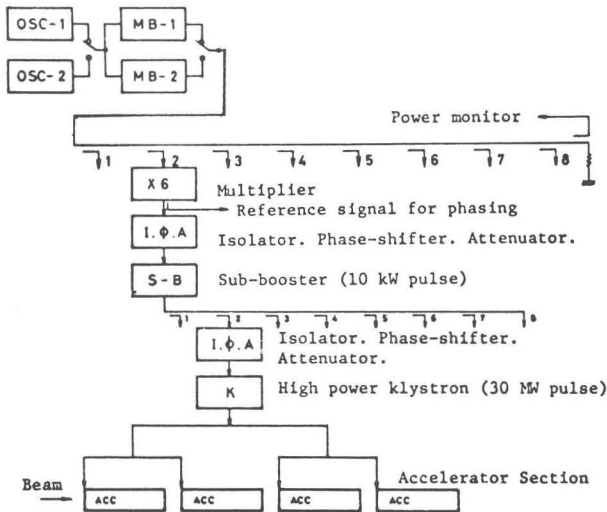 OSC-1
MB-1
OSC-2
MB-2
Power monitor
1 2 3 4 5 6 7 8
X6
Multiplier
Reference signal for phasing
I.Φ.A
Isolator. Phase-shifter. Attenuator.
S-B
Sub-booster (10 kW pulse)
1 2 3 4 5 6 7 8
I.Φ.A
Isolator. Phase-shifter.
Attenuator.
K
High power klystron (30 MW pulse)
Beam
Accelerator Section
ACC ACC ACC ACC